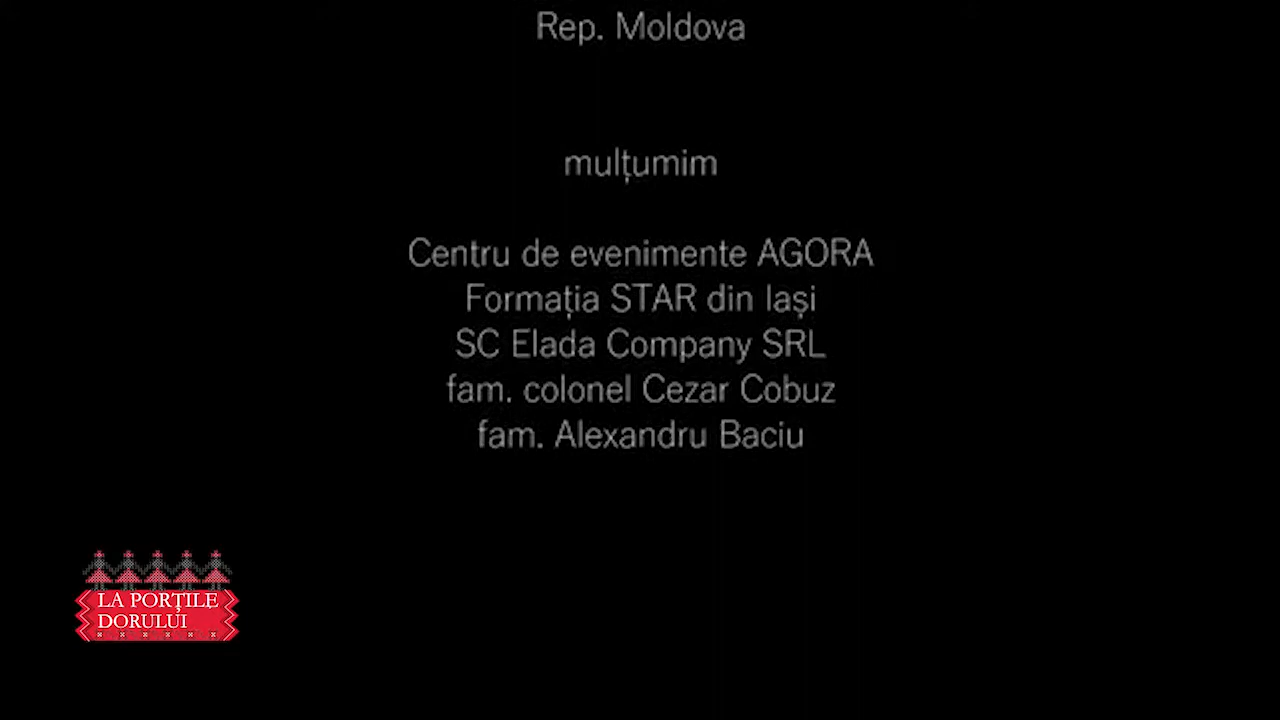 Rep. Moldova
mulțumim
Centru de evenimente AGORA
Formația STAR din Iași
SC Elada Company SRL
fam. colonel Cezar Cobuz
fam. Alexandru Baciu
LA PORȚILE
DORULUI